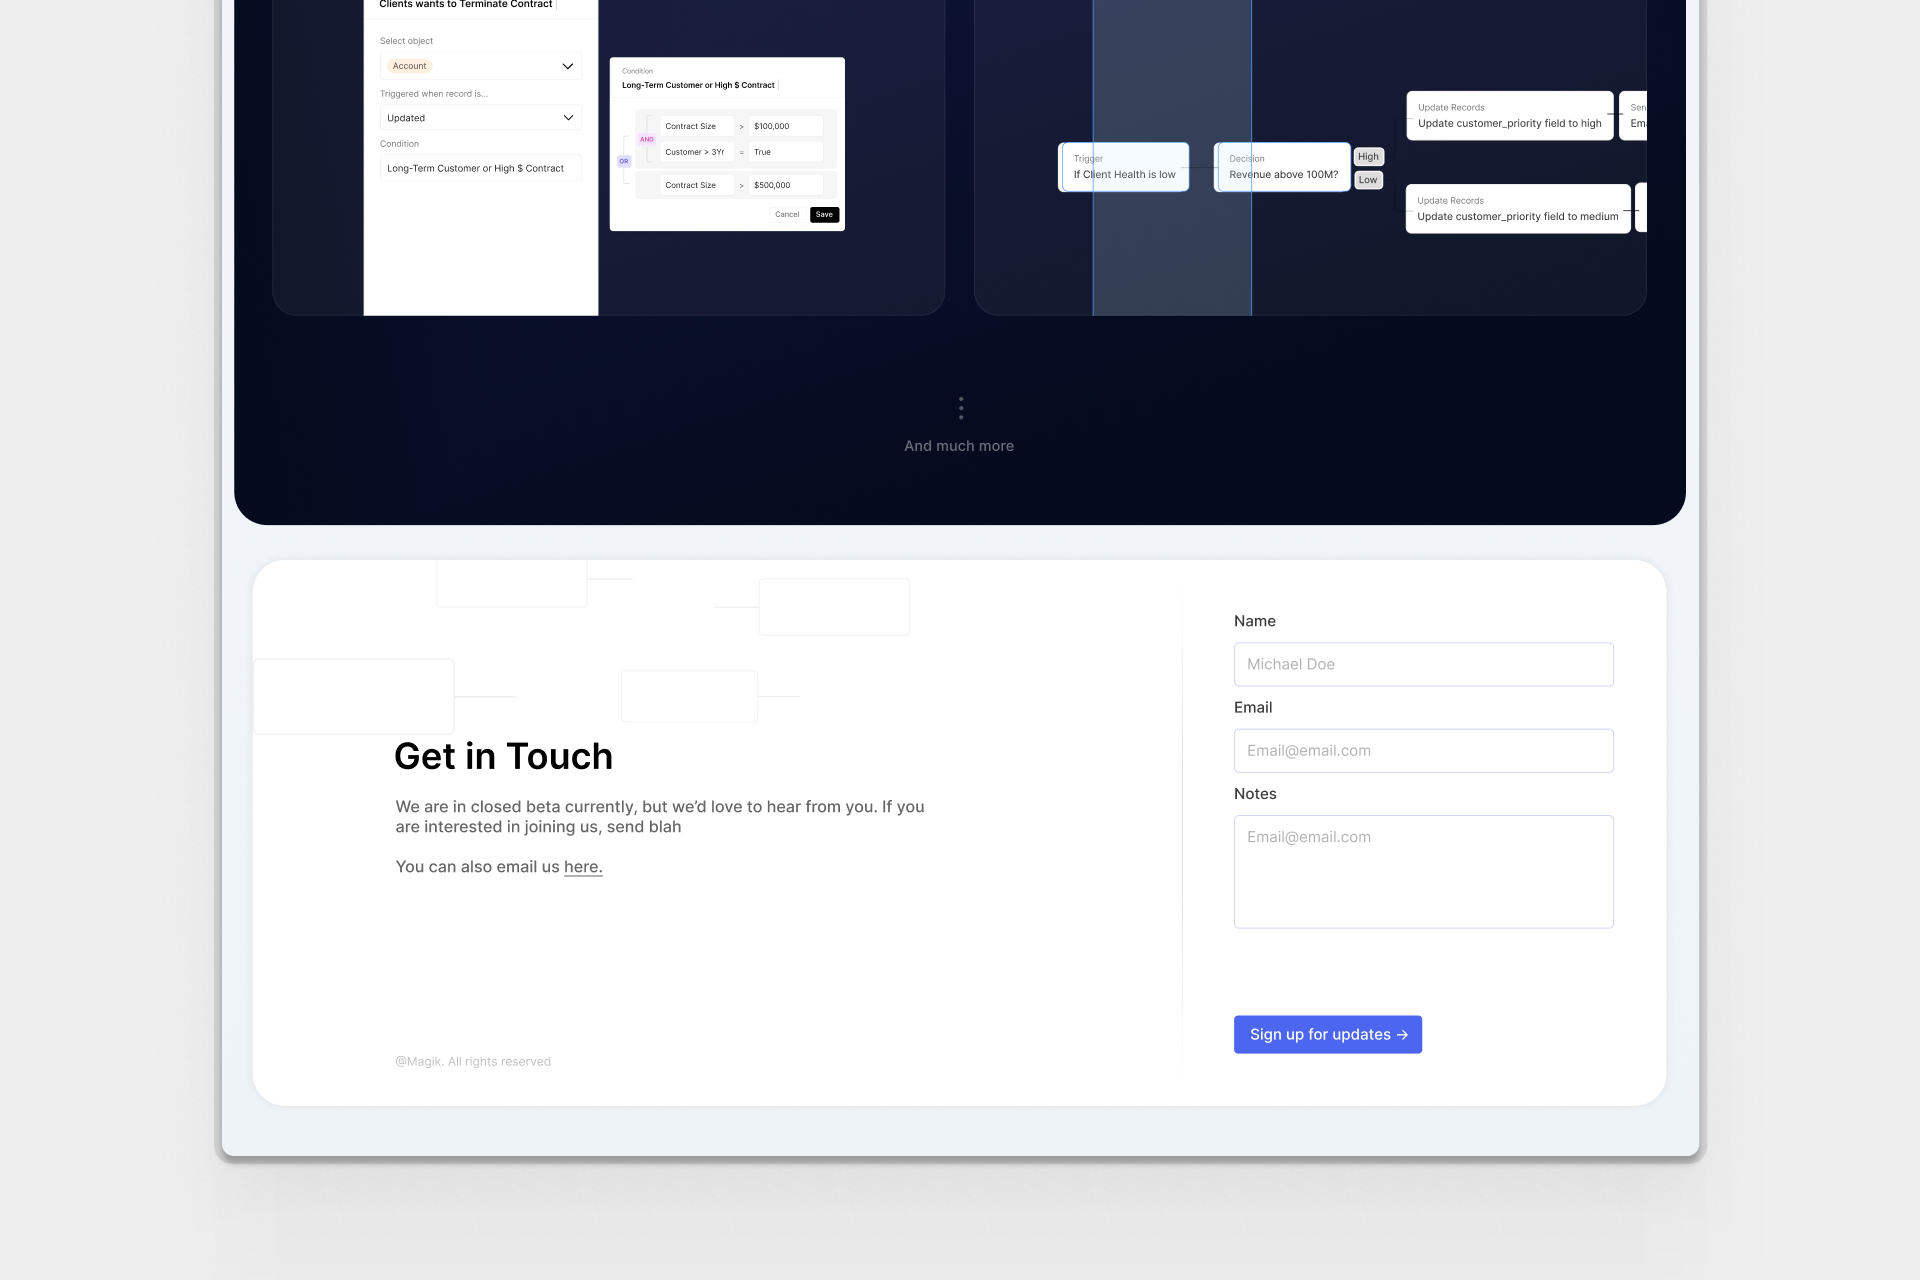 Clients wants to Terminate Contract
Select object
Account
Triggered when record is...
Updated
Condition
Long-Term Customer or High $ Contract
Condition
Long-Term Customer or High $ Contract
Contract Size > $100,000
AND
Customer > 3Yr = True
OR
Contract Size > $500,000
Cancel Save
Trigger
If Client Health is low
Decision
Revenue above 100M?
High
Low
Update Records
Update customer_priority field to high
Sen
Ema
Update Records
Update customer_priority field to medium
And much more
Get in Touch
We are in closed beta currently, but we’d love to hear from you. If you
are interested in joining us, send blah
You can also email us here.
@Magik. All rights reserved
Name
Michael Doe
Email
Email@email.com
Notes
Email@email.com
Sign up for updates →